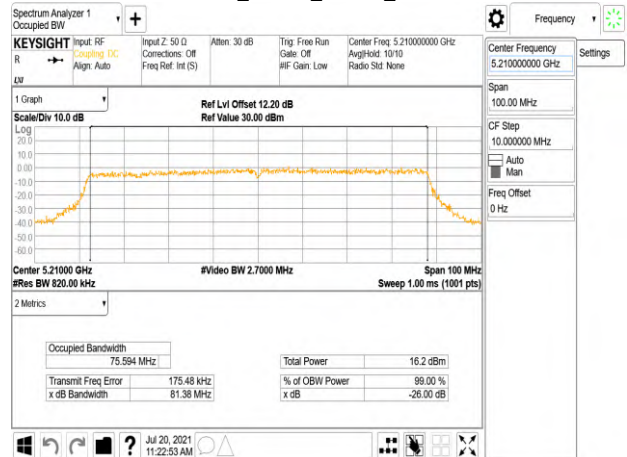 Spectrum Analyzer 1
Occupied BW
+
Frequency
KEYSIGHT
R
LXI
Input: RF
Coupling: DC
Align: Auto
Input Z: 50 Ω
Corrections: Off
Freq Ref: Int (S)
Atten: 30 dB
Trig: Free Run
Gate: Off
#IF Gain: Low
Center Freq: 5.210000000 GHz
Avg|Hold: 10/10
Radio Std: None
Center Frequency
5.210000000 GHz
Settings
Span
100.00 MHz
CF Step
10.000000 MHz
Auto
Man
Freq Offset
0 Hz
1 Graph
Scale/Div 10.0 dB
Ref Lvl Offset 12.20 dB
Ref Value 30.00 dBm
Log
20.0
10.0
0.00
-10.0
-20.0
-30.0
-40.0
-50.0
-60.0
Center 5.21000 GHz
#Video BW 2.7000 MHz
Span 100 MHz
#Res BW 820.00 kHz
Sweep 1.00 ms (1001 pts)
2 Metrics
Occupied Bandwidth
75.594 MHz
Total Power 16.2 dBm
Transmit Freq Error 175.48 kHz
% of OBW Power 99.00 %
x dB Bandwidth 81.38 MHz
x dB -26.00 dB
?
Jul 20, 2021
11:22:53 AM